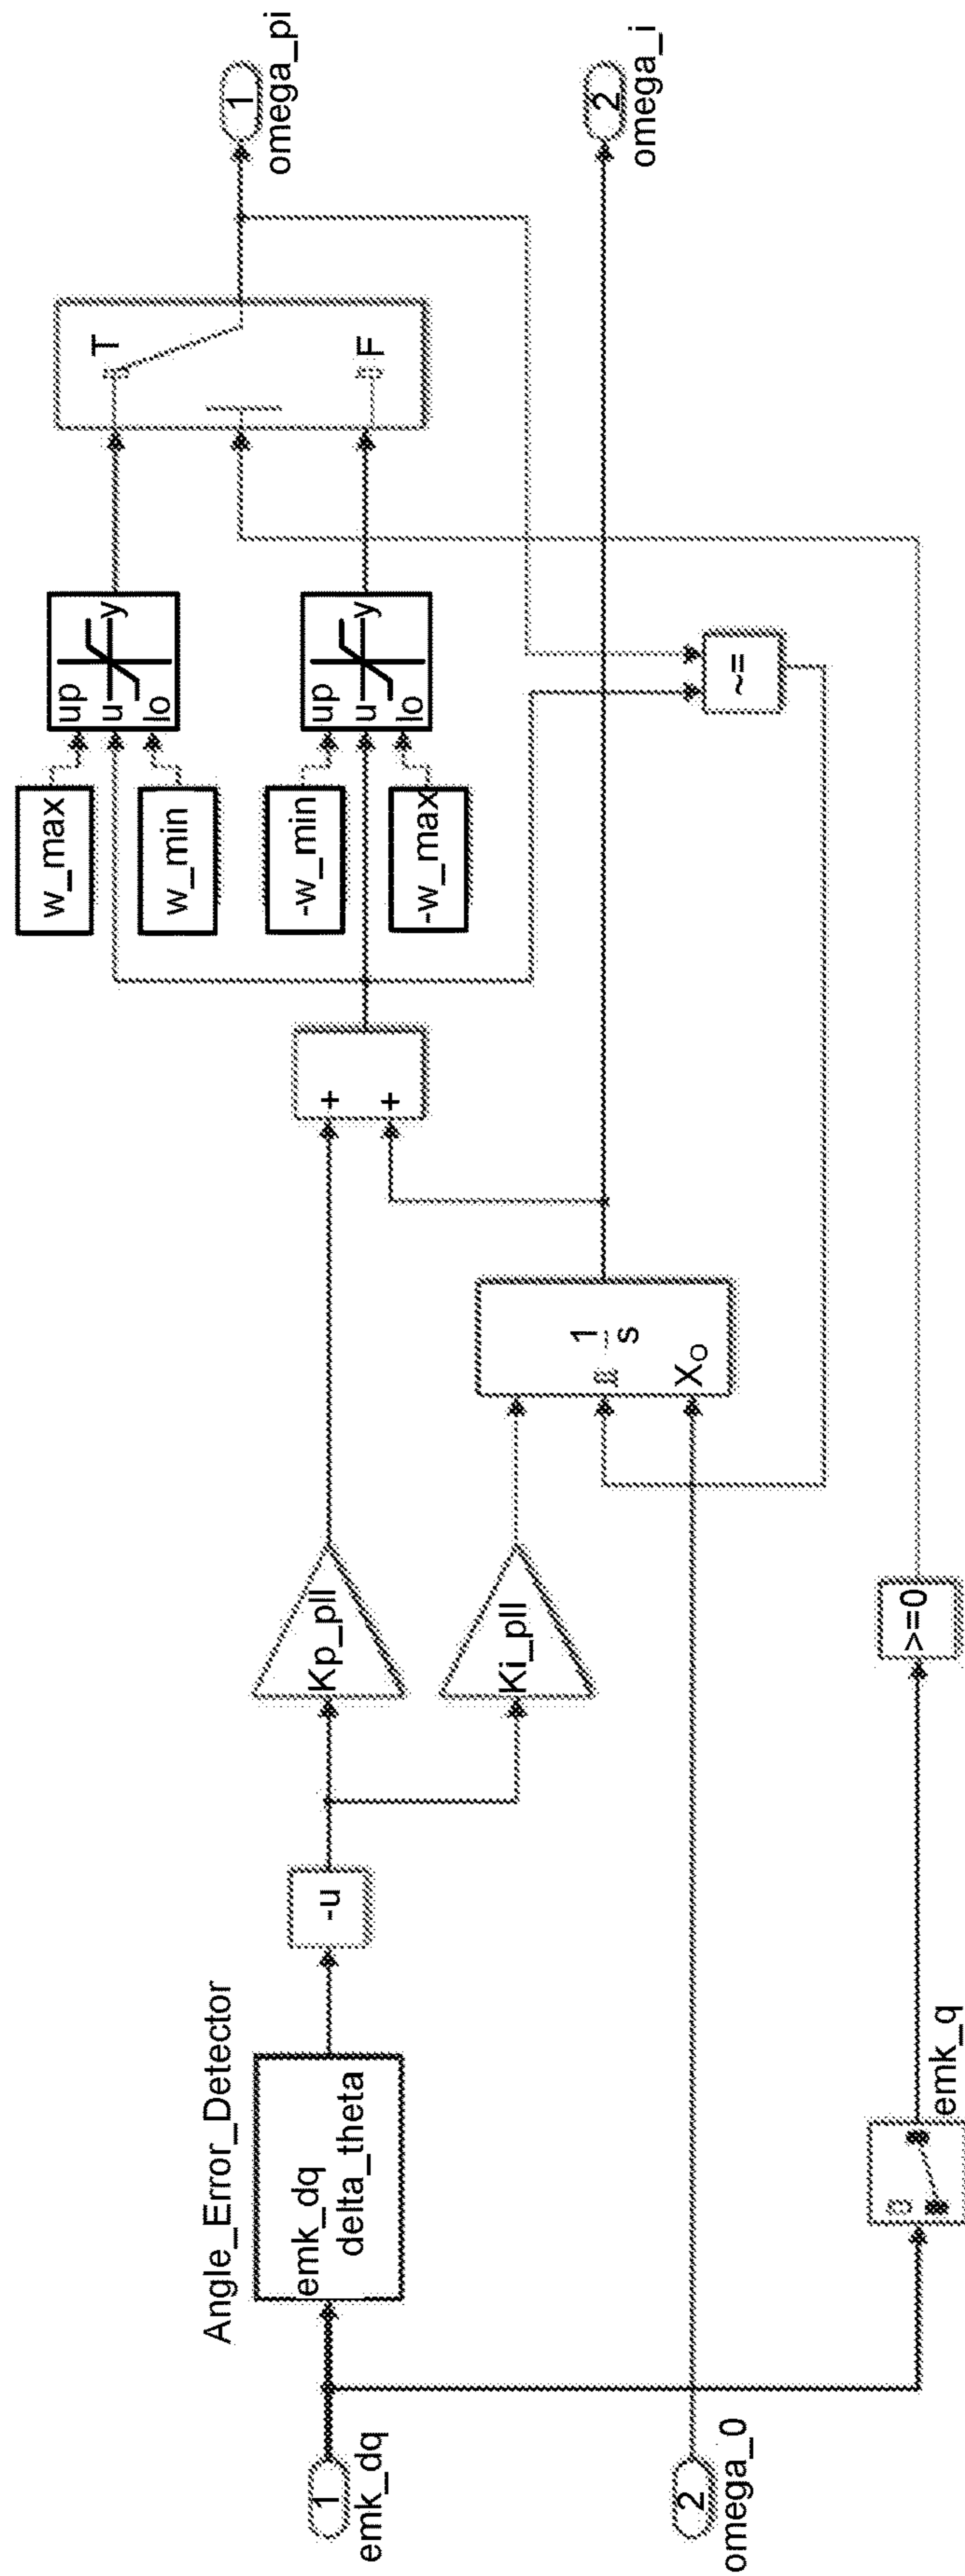 1
emk_dq
2
omega_0
Angle_Error_Detector
emk_dq
delta_theta
emk_q
-u
>=0
Kp_pll
Ki_pll
1
s
Xo
+
+
w_max
w_min
-w_min
-w_max
up
u
lo
y
up
u
lo
y
~=
T
F
1
omega_pi
2
omega_i